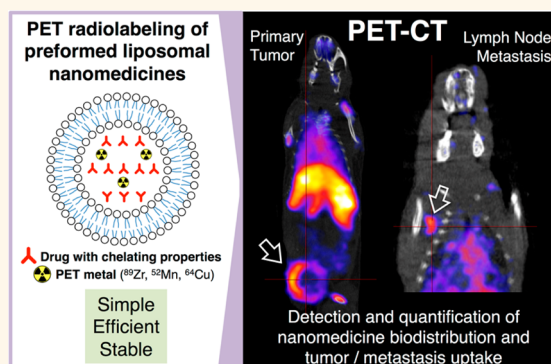 PET radiolabeling of
preformed liposomal
nanomedicines
Drug with chelating properties
PET metal (⁸⁹Zr, ⁵²Mn, ⁶⁴Cu)
Simple
Efficient
Stable
PET-CT
Primary
Tumor
Lymph Node
Metastasis
Detection and quantification of
nanomedicine biodistribution and
tumor / metastasis uptake